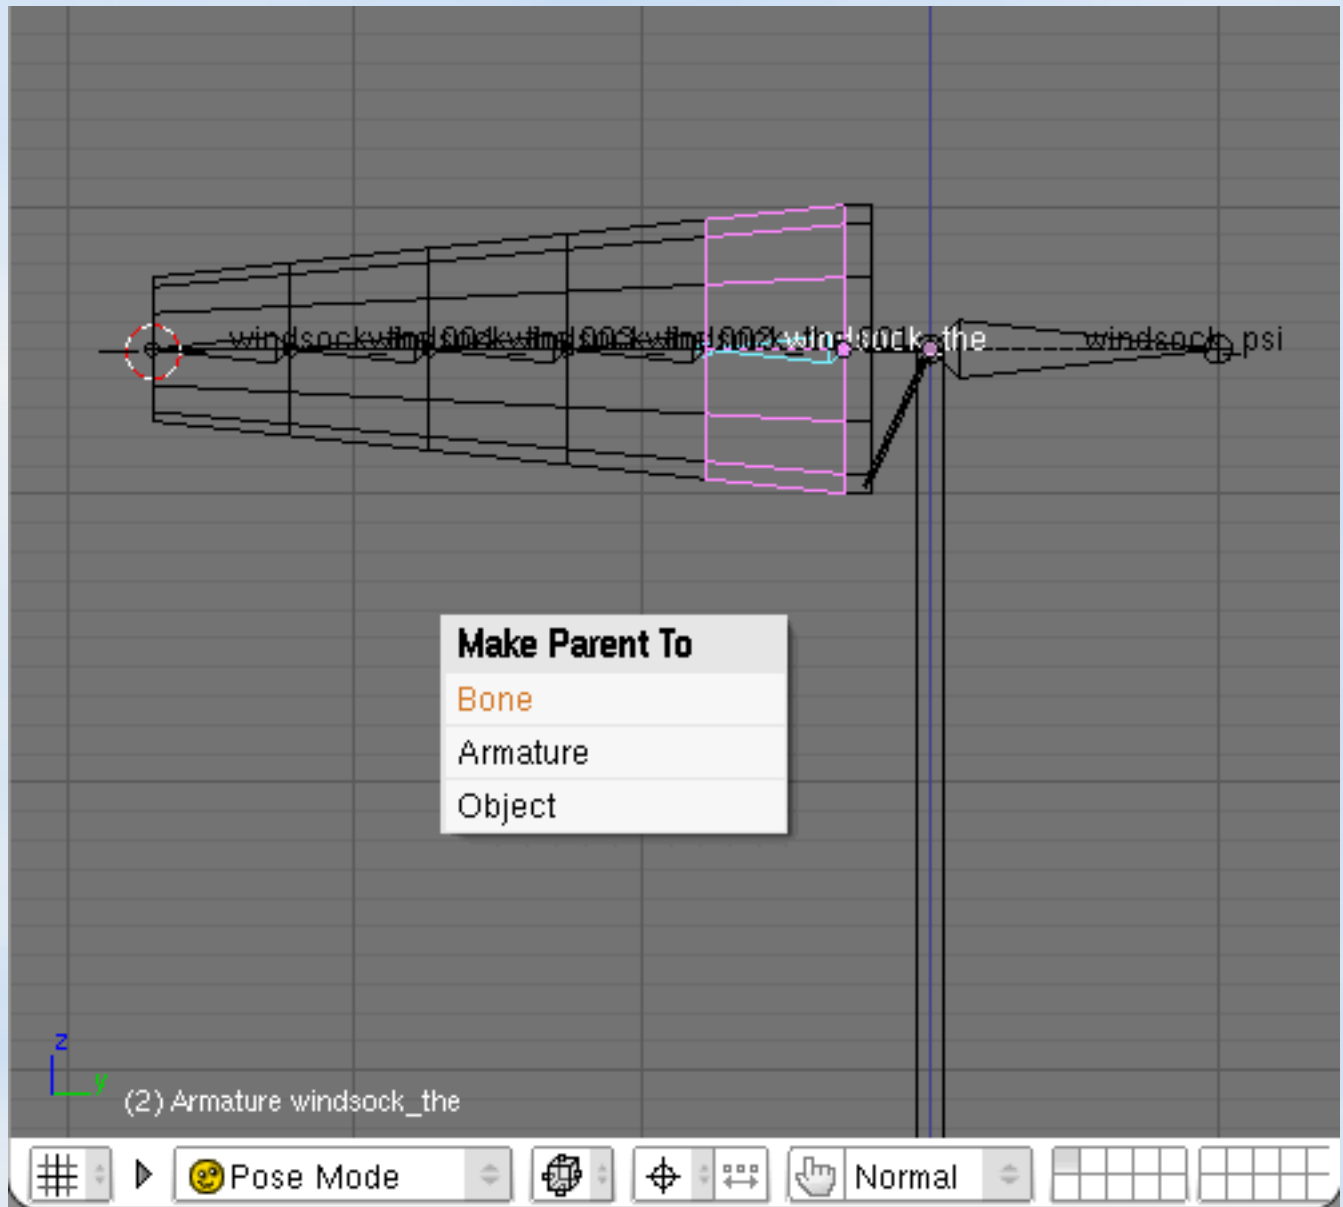 windsock_the
windsock_psi
Make Parent To
Bone
Armature
Object
z
y
(2) Armature windsock_the
Pose Mode
Normal